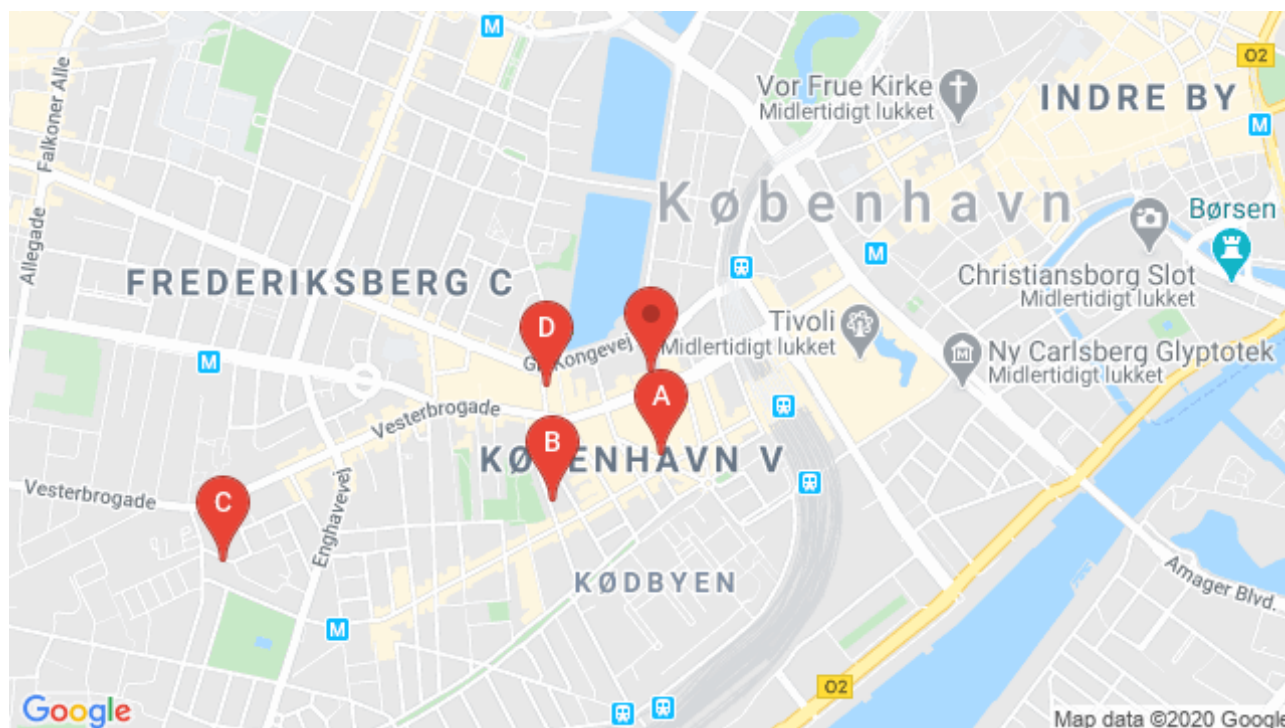 M
O2
Vor Frue Kirke
Midlertidigt lukket
INDRE BY
M
Falkoner Alle
København
Børsen
Allegade
M
Christiansborg Slot
Midlertidigt lukket
FREDERIKSBERG C
D
Gl. Kongevej
Tivoli
Midlertidigt lukket
Ny Carlsberg Glyptotek
Midlertidigt lukket
M
A
Vesterbrogade
B
KØBENHAVN V
Vesterbrogade
C
Enghavevej
KØDBYEN
Amager Blvd.
M
O2
Google
Map data ©2020 Google